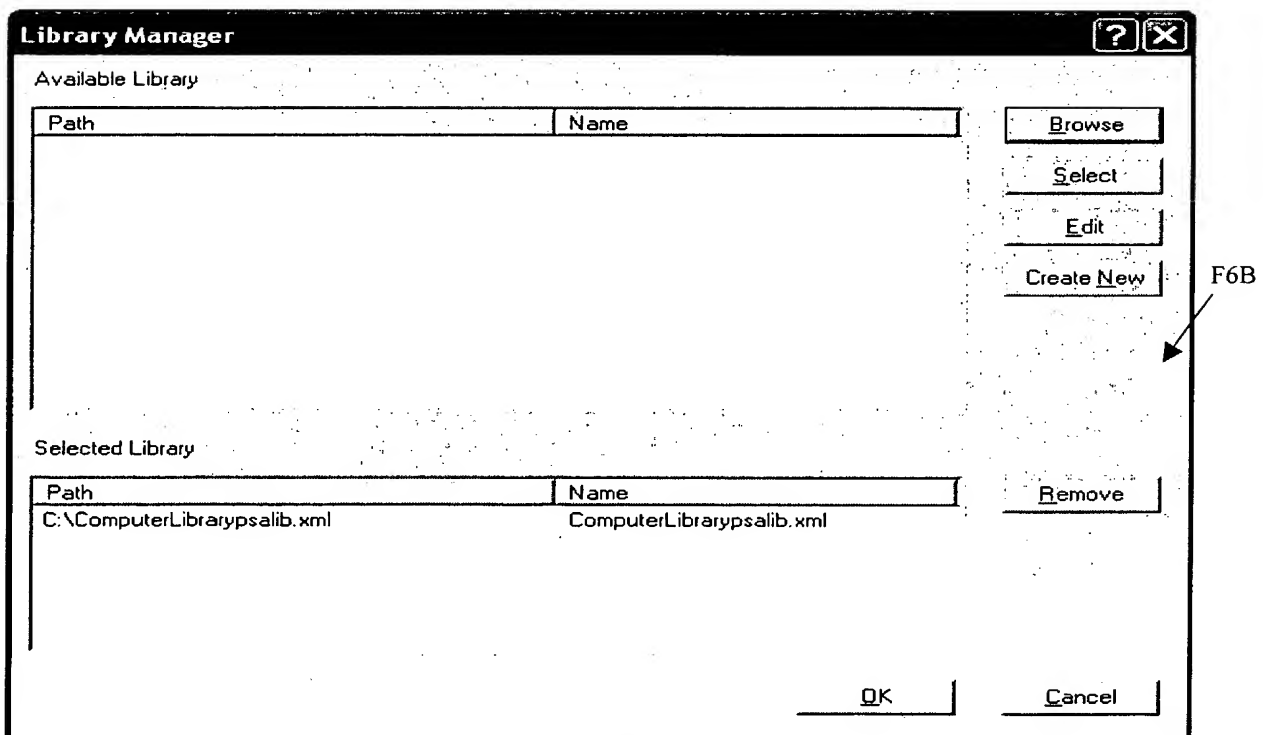 Library Manager
Available Library
Path Name
Browse
Select
Edit
Create New
F6B
Selected Library
Path Name
Remove
C:\ComputerLibrarypsalib.xml ComputerLibrarypsalib.xml
OK Cancel